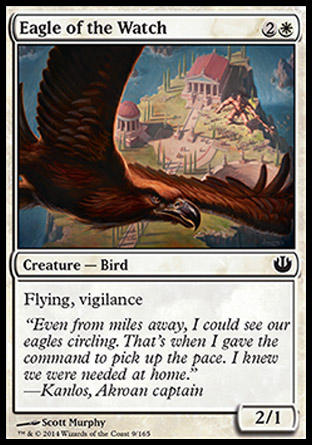 Eagle of the Watch 2
Creature — Bird
Flying, vigilance
“Even from miles away, I could see our
eagles circling. That’s when I gave the
command to pick up the pace. I knew
we were needed at home.”
—Kanlos, Akroan captain
Scott Murphy
2/1
™ & © 2014 Wizards of the Coast 9/165